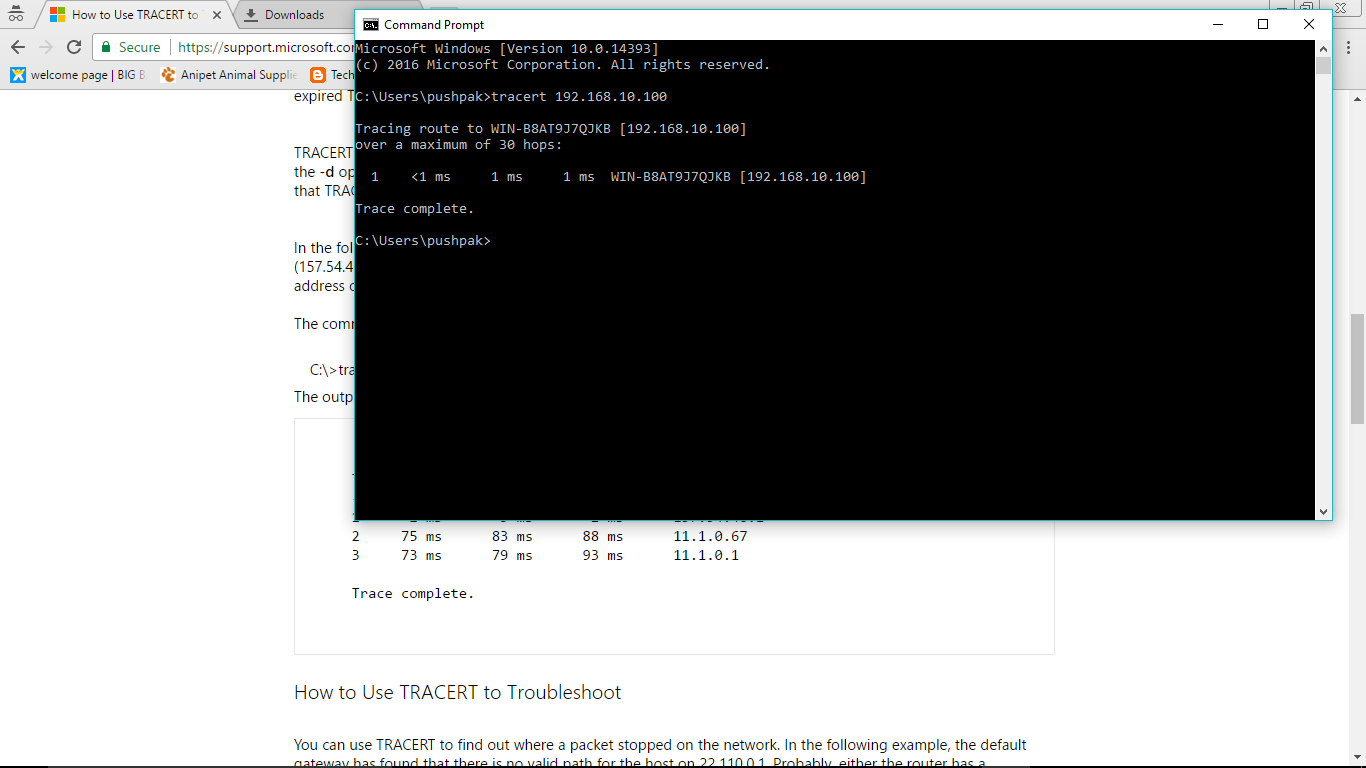 How to Use TRACERT to
Downloads
Secure
https://support.microsoft.co
welcome page | BIG B
Anipet Animal Supplie
Tech
expired T
TRACERT
the -d op
that TRAC
In the fol
(157.54.4
address o
The comm
C:\>tra
The outp
Command Prompt
Microsoft Windows [Version 10.0.14393]
(c) 2016 Microsoft Corporation. All rights reserved.
C:\Users\pushpak>tracert 192.168.10.100
Tracing route to WIN-B8AT9J7QJKB [192.168.10.100]
over a maximum of 30 hops:
1 <1 ms 1 ms 1 ms WIN-B8AT9J7QJKB [192.168.10.100]
Trace complete.
C:\Users\pushpak>
2 75 ms 83 ms 88 ms 11.1.0.67
3 73 ms 79 ms 93 ms 11.1.0.1
Trace complete.
How to Use TRACERT to Troubleshoot
You can use TRACERT to find out where a packet stopped on the network. In the following example, the default
gateway has found that there is no valid path for the host on 22.110.0.1. Probably, either the router has a